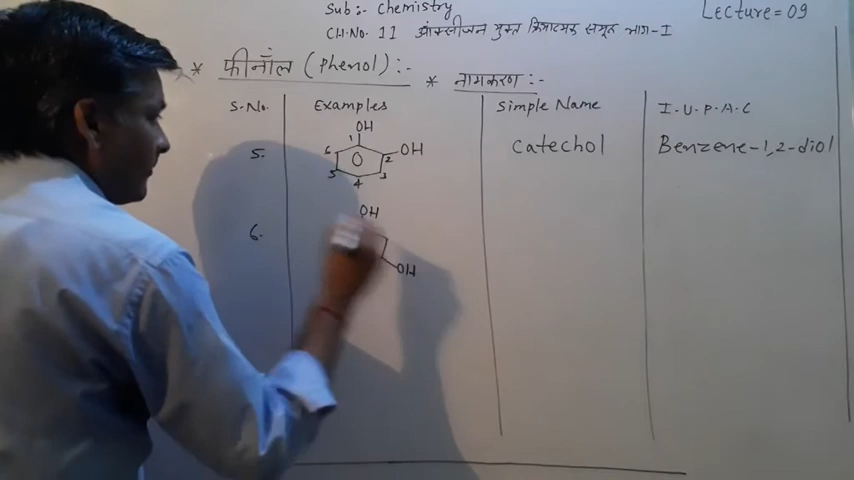 Sub:- Chemistry
Lecture=09
CH.No. 11 ऑक्सीजन युक्त क्रियात्मक समूह भाग-I
* फीनॉल (Phenol):-
* नामकरण:-
S.No. Examples Simple Name I.U.P.A.C
5. OH 1 2 OH 3 4 5 6 Catechol Benzene-1,2-diol
6. OH OH